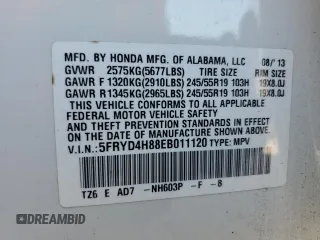 MFD. BY HONDA MFG. OF ALABAMA, LLC 08/'13
GVWR 2575KG(5677LBS) TIRE SIZE RIM SIZE
GAWR F1320KG(2910LBS)245/55R19 103H 19X8.0J
GAWR R1345KG(2965LBS)245/55R19 103H 19X8.0J
THIS VEHICLE CONFORMS TO ALL APPLICABLE
FEDERAL MOTOR VEHICLE SAFETY AND THEFT
PREVENTION STANDARDS IN EFFECT ON THE DATE
OF MANUFACTURE SHOWN ABOVE.
V.I.N.:5FRYD4H88EB011120 TYPE: MPV
TZ6 E AD7 -NH603P -F -B
© DREAMBID